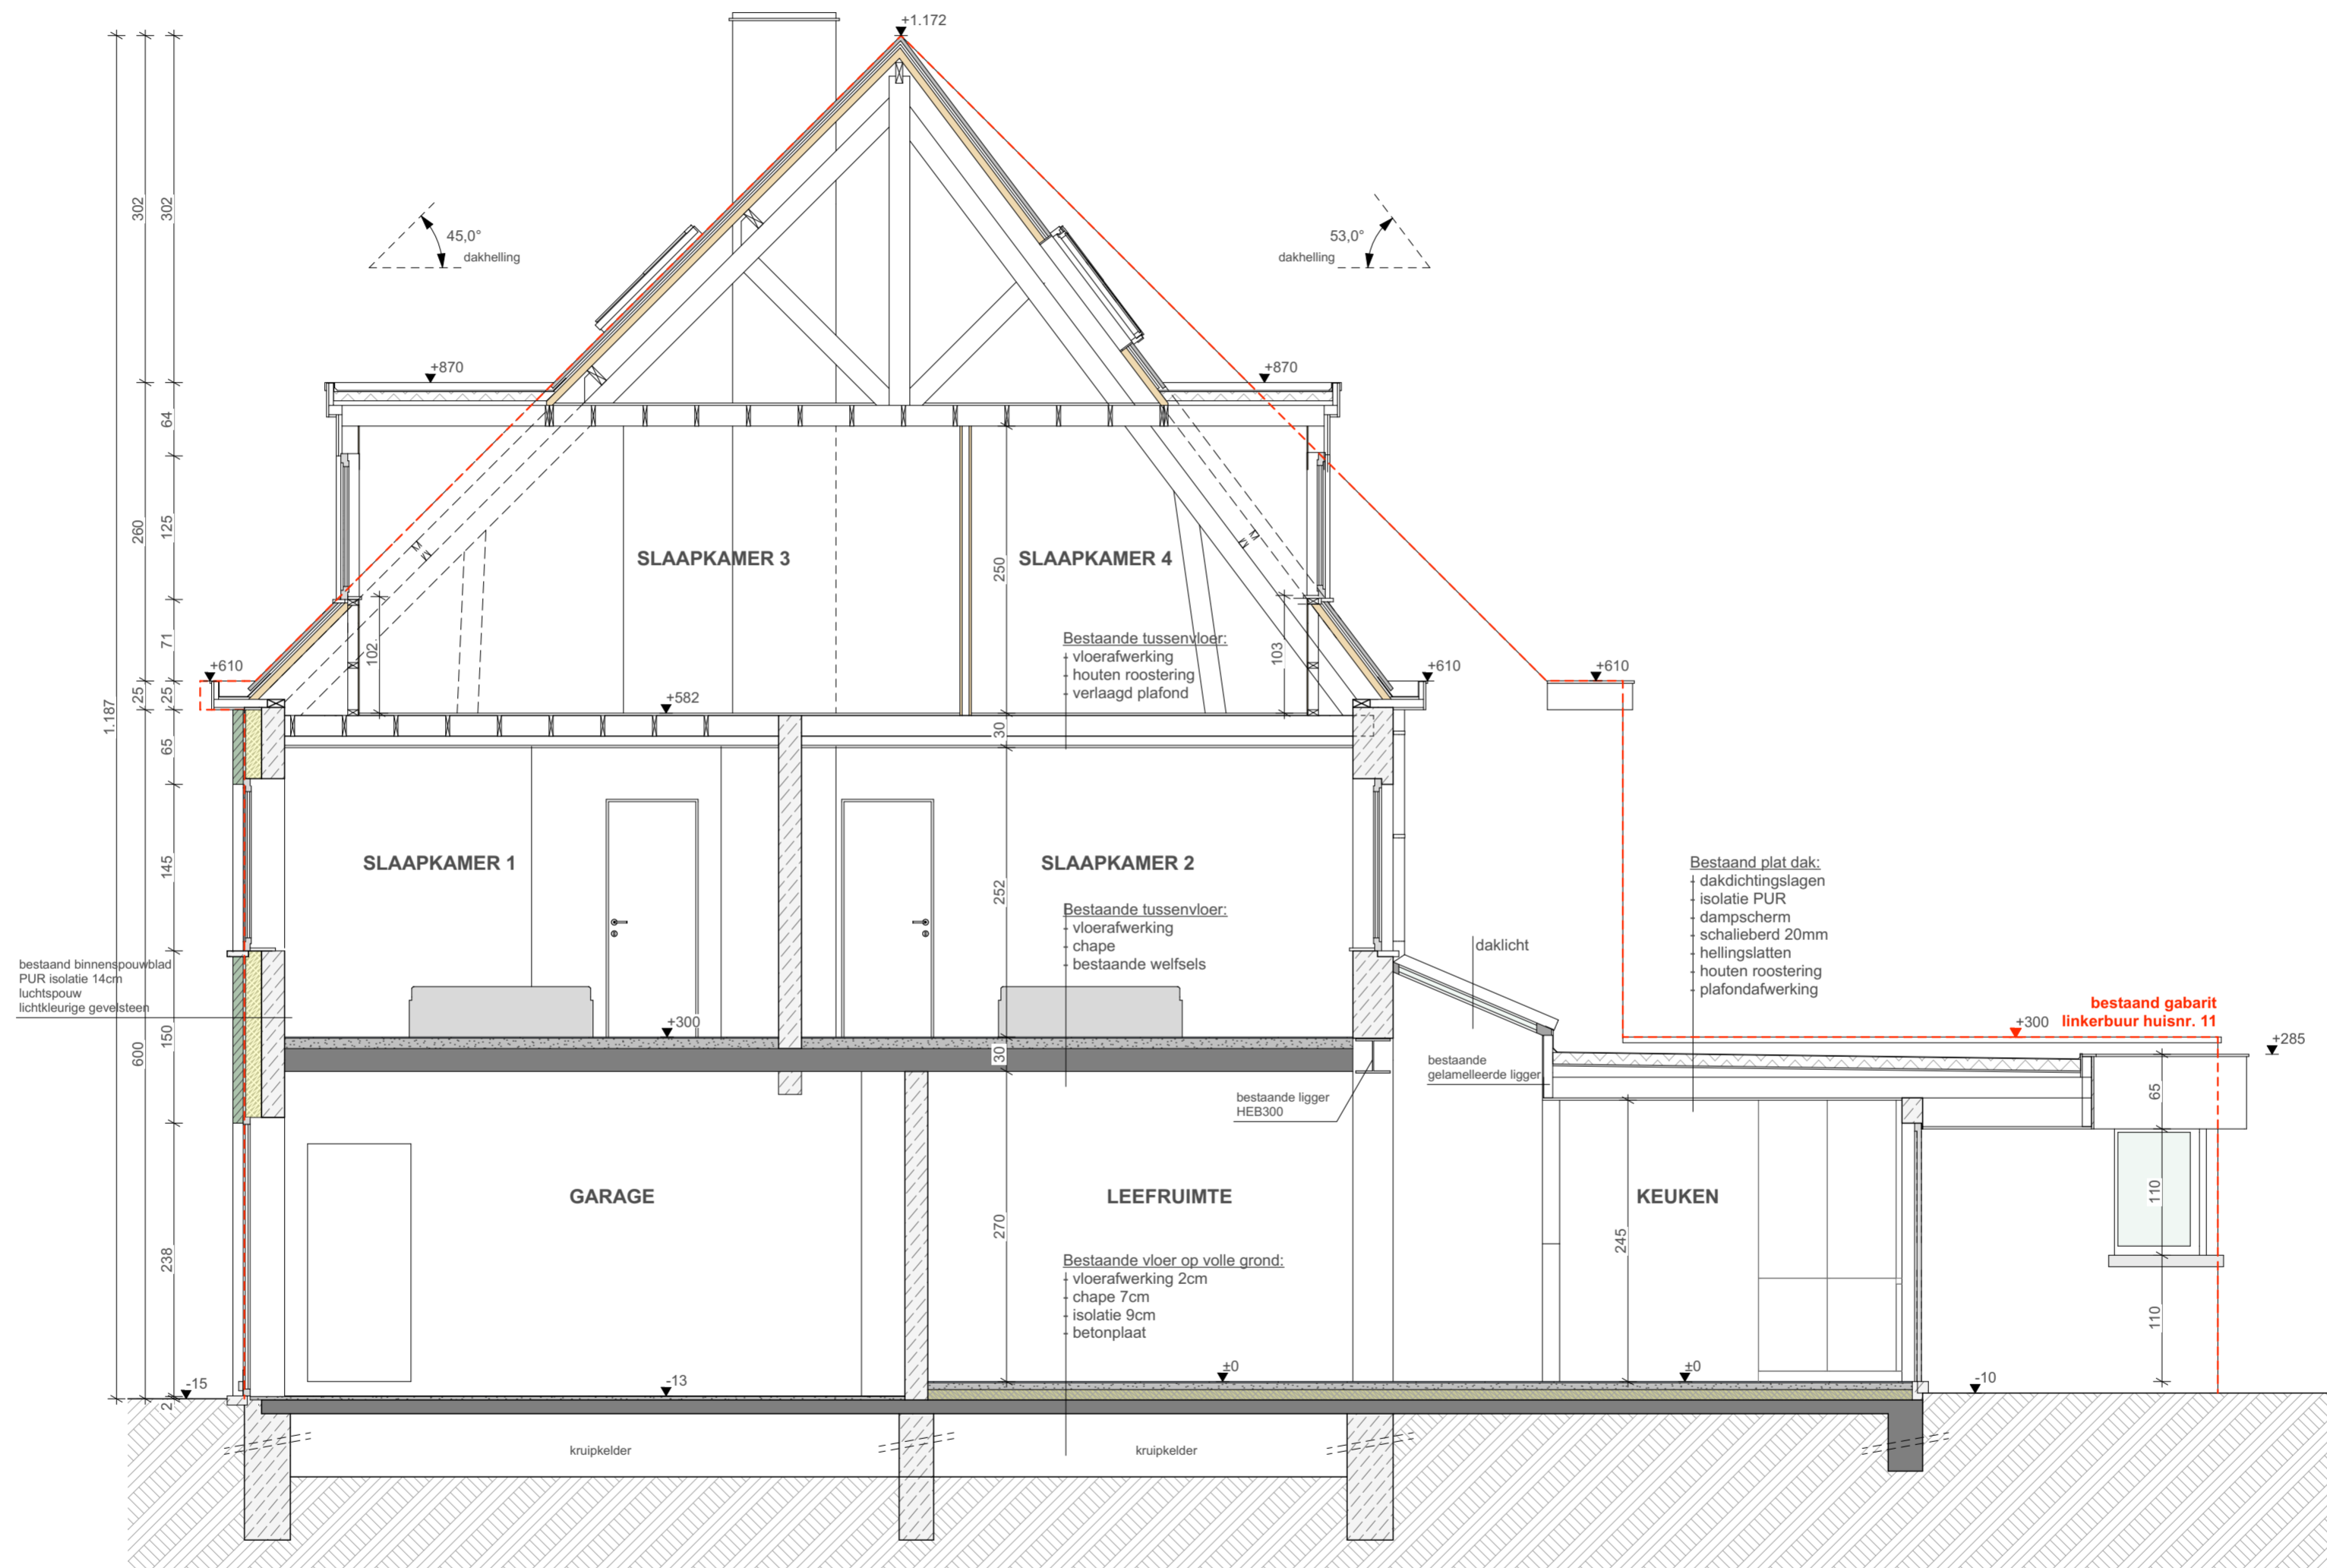 +1.172
302
302
45,0°
dakhelling
53,0°
dakhelling
+870
+870
64
260
125
SLAAPKAMER 3
SLAAPKAMER 4
250
71
102
103
Bestaande tussenvloer:
- vloerafwerking
- houten roostering
- verlaagd plafond
+610
+610
+610
25
25
+582
1.187
30
65
145
SLAAPKAMER 1
SLAAPKAMER 2
252
Bestaande tussenvloer:
- vloerafwerking
- chape
- bestaande welfsels
Bestaand plat dak:
- dakdichtingslagen
- isolatie PUR
- dampscherm
- schalieberd 20mm
- hellingslatten
- houten roostering
- plafondafwerking
daklicht
bestaand binnenspouwblad
PUR isolatie 14cm
luchtspouw
lichtkleurige gevelsteen
bestaand gabarit
linkerbuur huisnr. 11
+300
+300
+285
600
150
30
bestaande
gelamelleerde ligger
bestaande ligger
HEB300
65
110
GARAGE
LEEFRUIMTE
KEUKEN
238
270
245
Bestaande vloer op volle grond:
- vloerafwerking 2cm
- chape 7cm
- isolatie 9cm
- betonplaat
110
-15
-13
±0
±0
-10
2
kruipkelder
kruipkelder